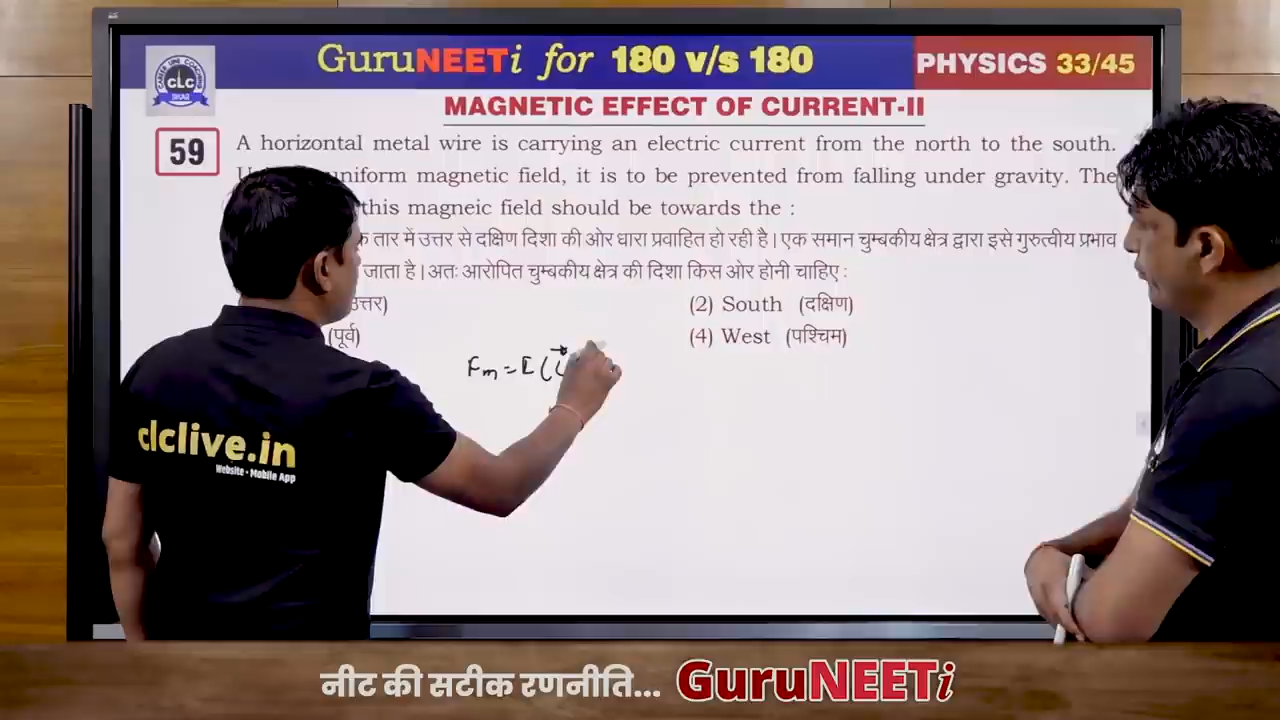 GuruNEETi for 180 v/s 180
PHYSICS 33/45
CLC
MAGNETIC EFFECT OF CURRENT-II
59
A horizontal metal wire is carrying an electric current from the north to the south.
uniform magnetic field, it is to be prevented from falling under gravity. The
this magneic field should be towards the :
तार में उत्तर से दक्षिण दिशा की ओर धारा प्रवाहित हो रही है। एक समान चुम्बकीय क्षेत्र द्वारा इसे गुरुत्वीय प्रभाव
जाता है। अतः आरोपित चुम्बकीय क्षेत्र की दिशा किस ओर होनी चाहिए :
(2) South (दक्षिण)
(पूर्व)
(4) West (पश्चिम)
Fm = I (
clclive.in
Website • Mobile App
नीट की सटीक रणनीति... GuruNEETi